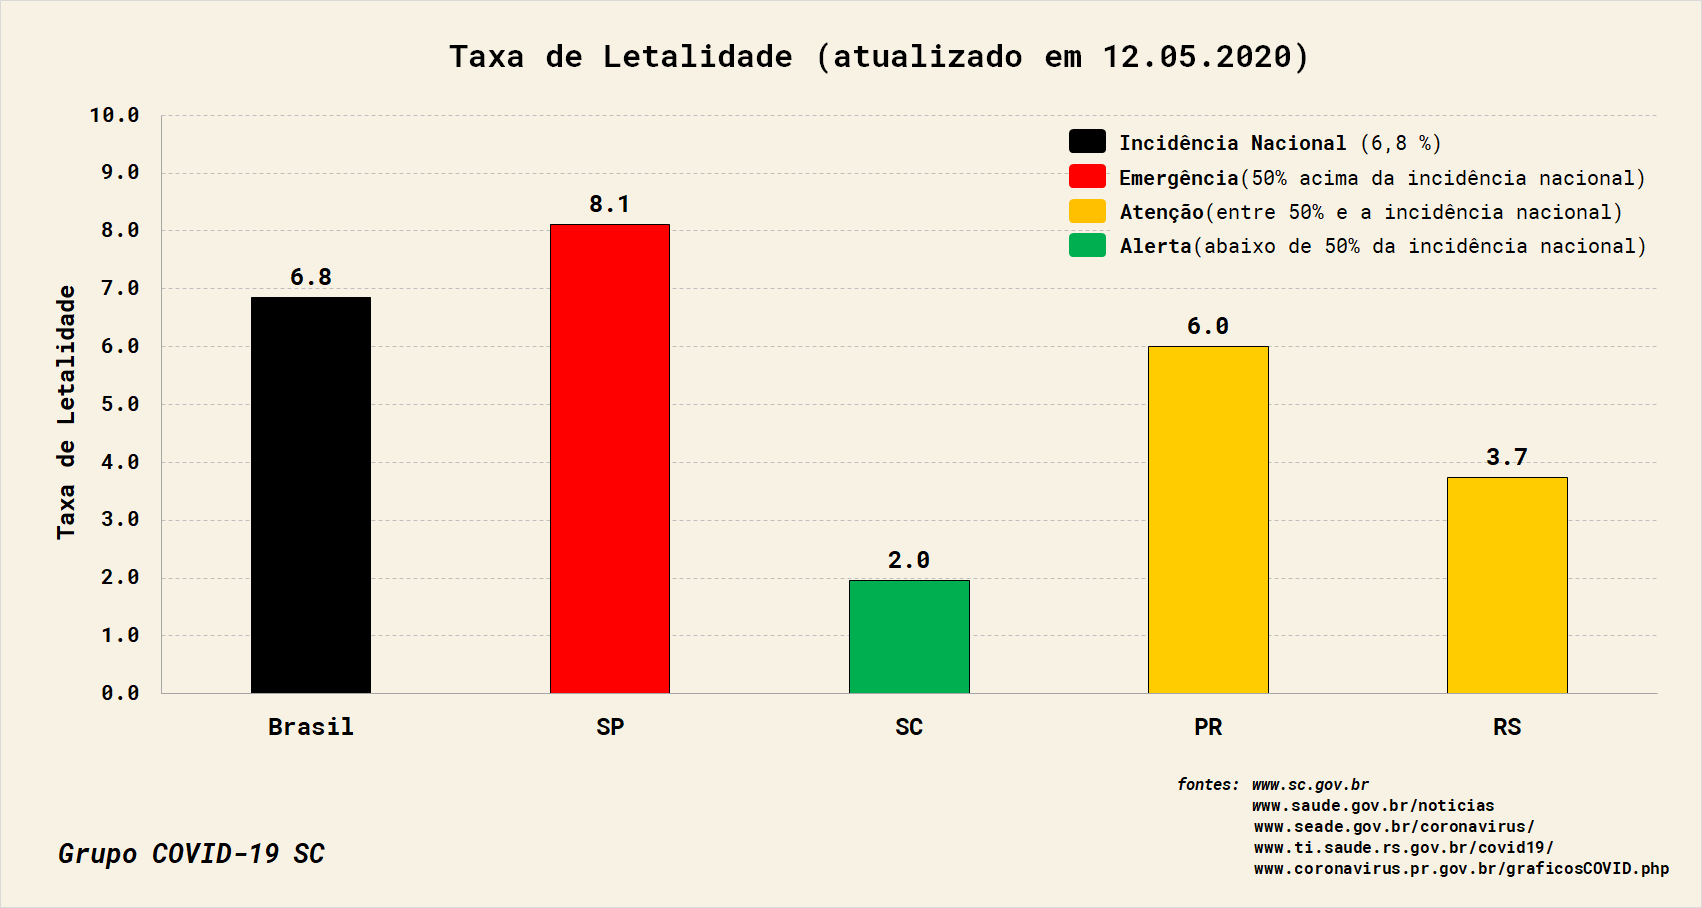 Taxa de Letalidade (atualizado em 12.05.2020)
10.0
9.0
8.0
7.0
6.0
5.0
4.0
3.0
2.0
1.0
0.0
Taxa de Letalidade
Incidência Nacional (6,8 %)
Emergência(50% acima da incidência nacional)
Atenção(entre 50% e a incidência nacional)
Alerta(abaixo de 50% da incidência nacional)
6.8
8.1
2.0
6.0
3.7
Brasil
SP
SC
PR
RS
fontes: www.sc.gov.br
www.saude.gov.br/noticias
www.seade.gov.br/coronavirus/
www.ti.saude.rs.gov.br/covid19/
www.coronavirus.pr.gov.br/graficosCOVID.php
Grupo COVID-19 SC